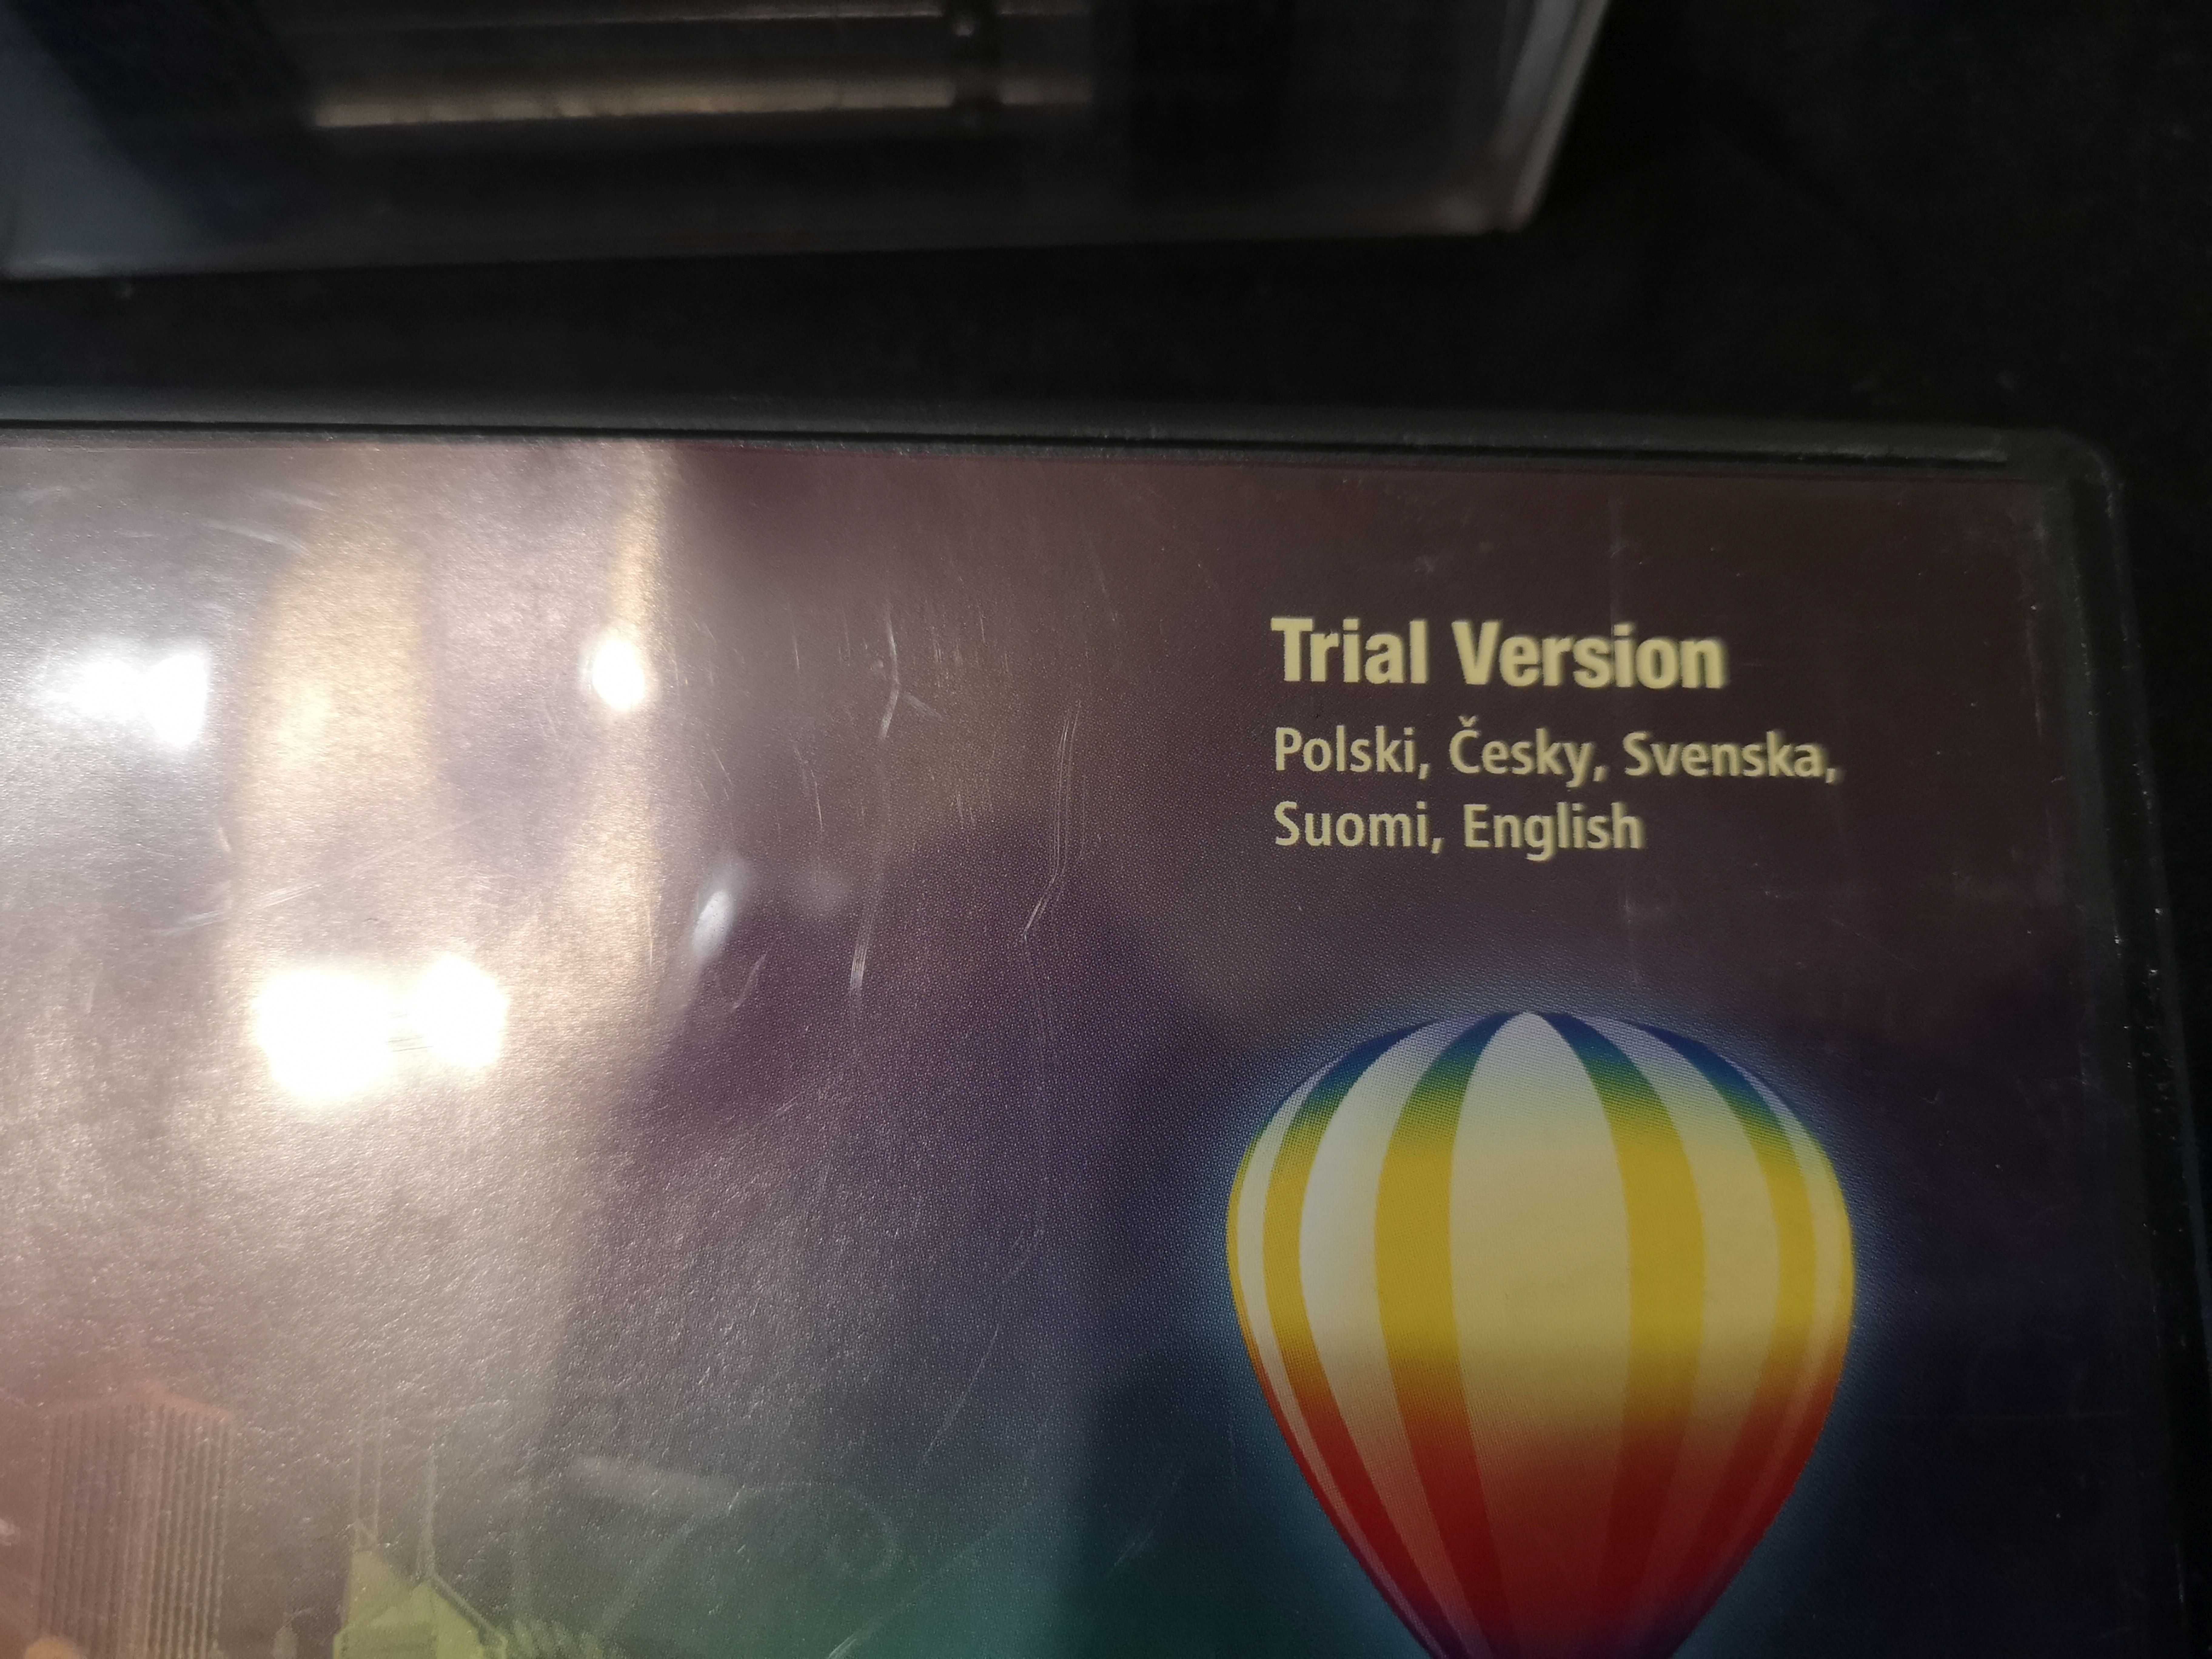 Trial Version
Polski, Česky, Svenska,
Suomi, English